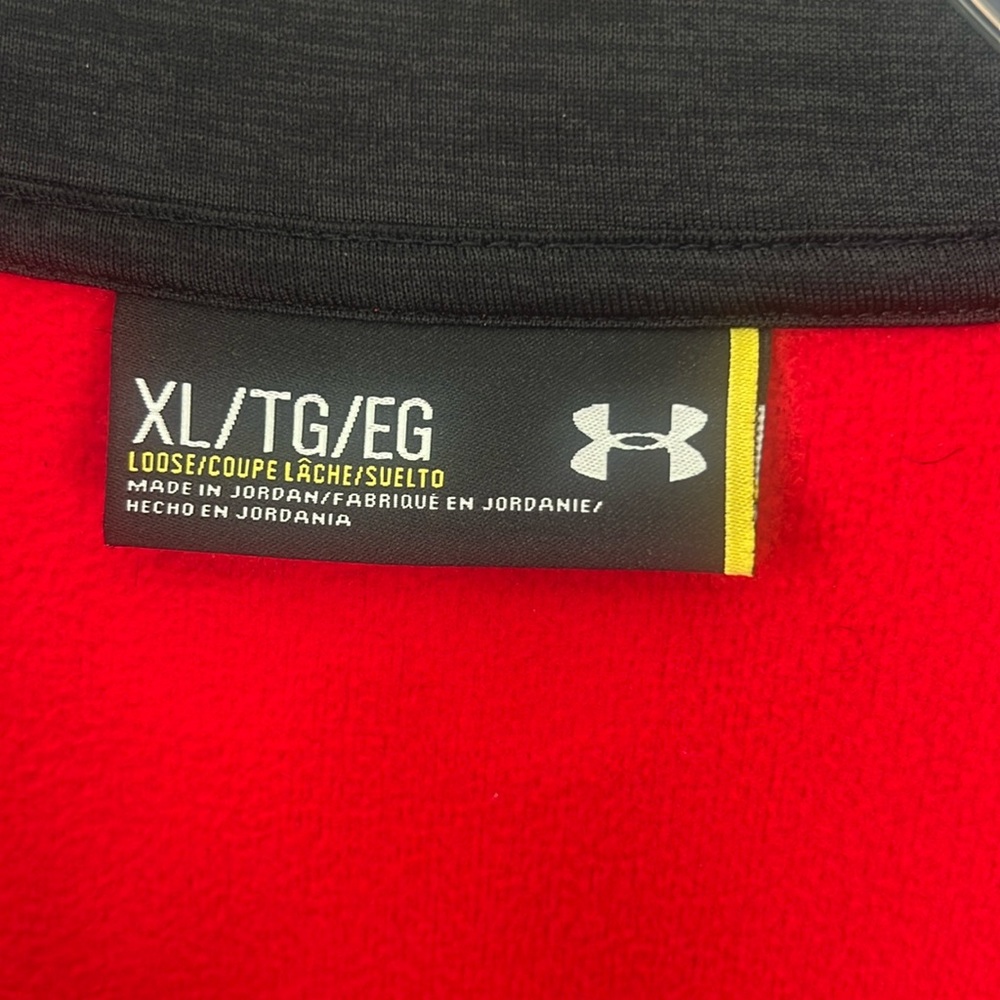 XL/TG/EG
LOOSE/COUPE LÂCHE/SUELTO
MADE IN JORDAN/FABRIQUÉ EN JORDANIE/
HECHO EN JORDANIA